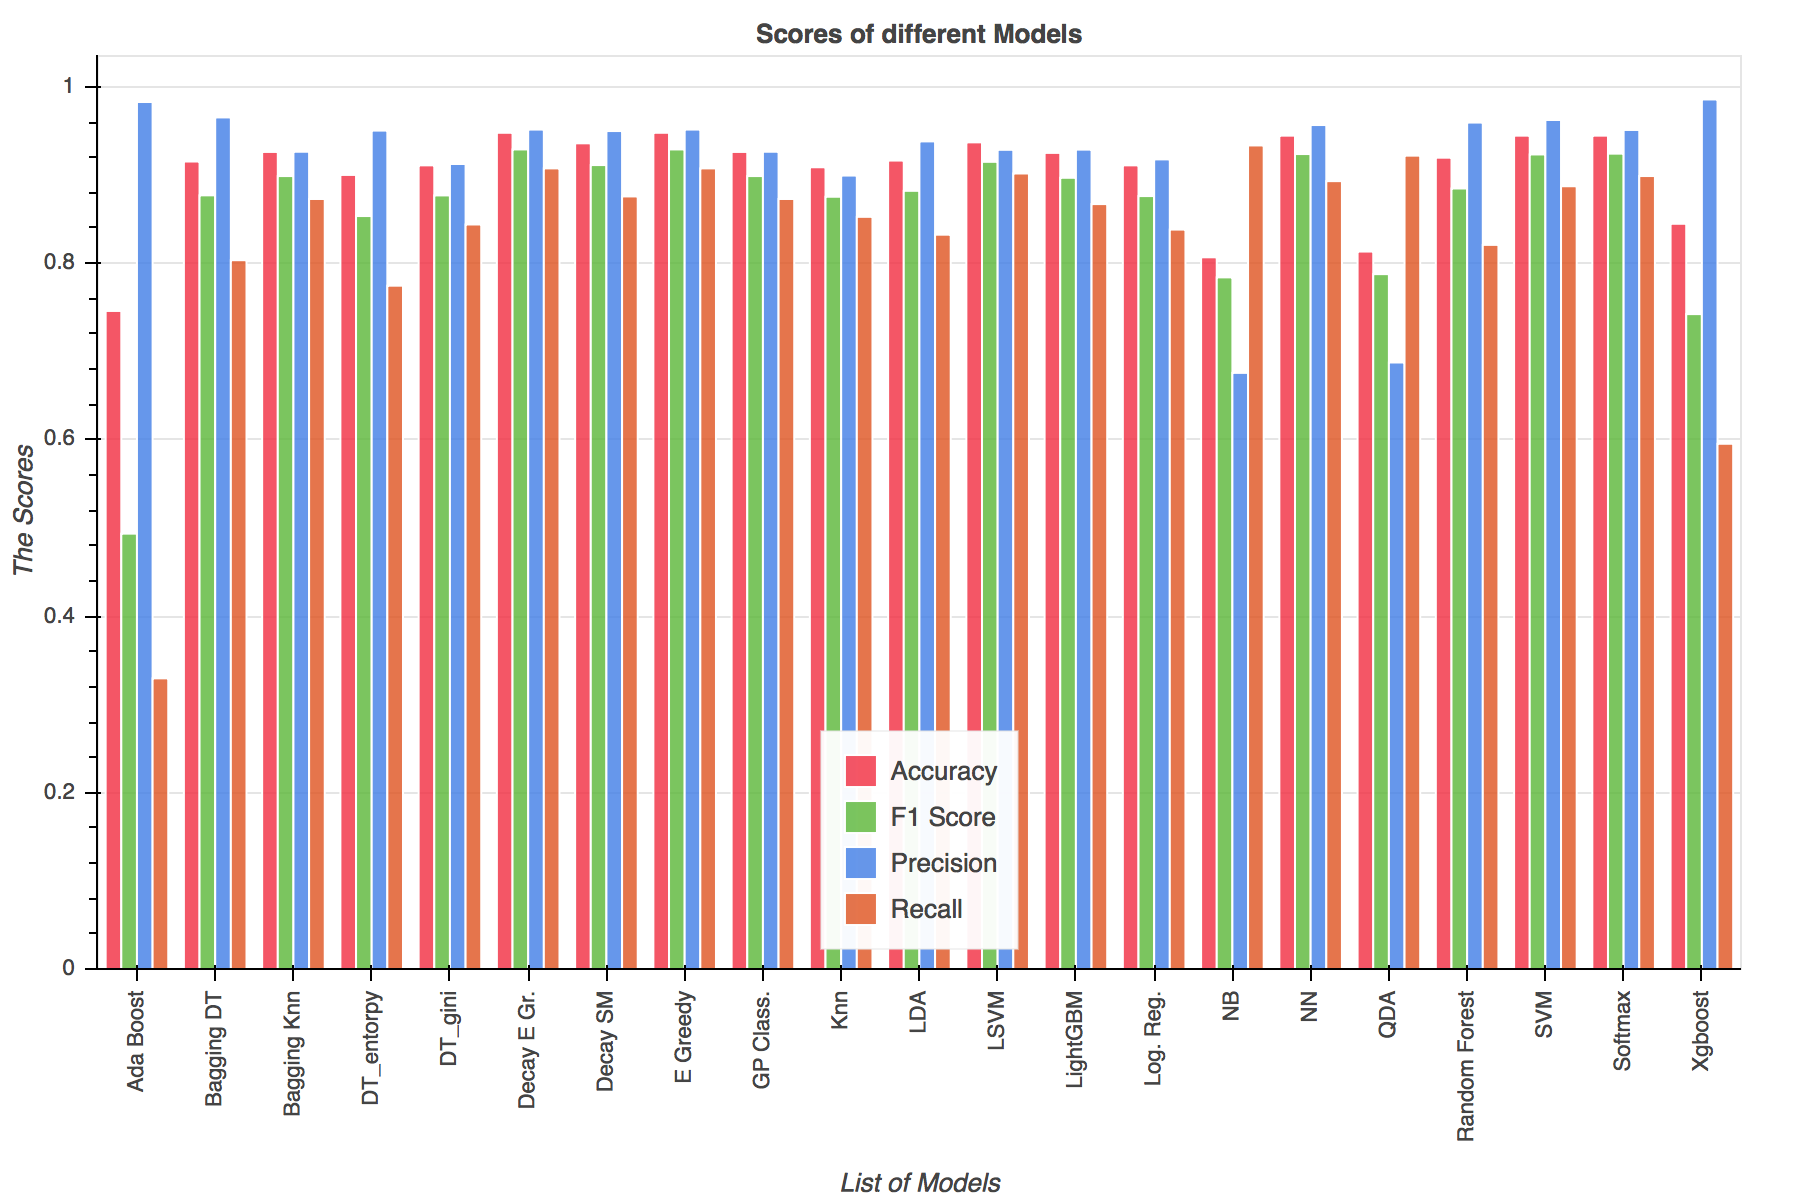 Scores of different Models
The Scores
1
0.8
0.6
0.4
0.2
0
Accuracy
F1 Score
Precision
Recall
Ada Boost
Bagging DT
Bagging Knn
DT_entorpy
DT_gini
Decay E Gr.
Decay SM
E Greedy
GP Class.
Knn
LDA
LSVM
LightGBM
Log. Reg.
NB
NN
QDA
Random Forest
SVM
Softmax
Xgboost
List of Models